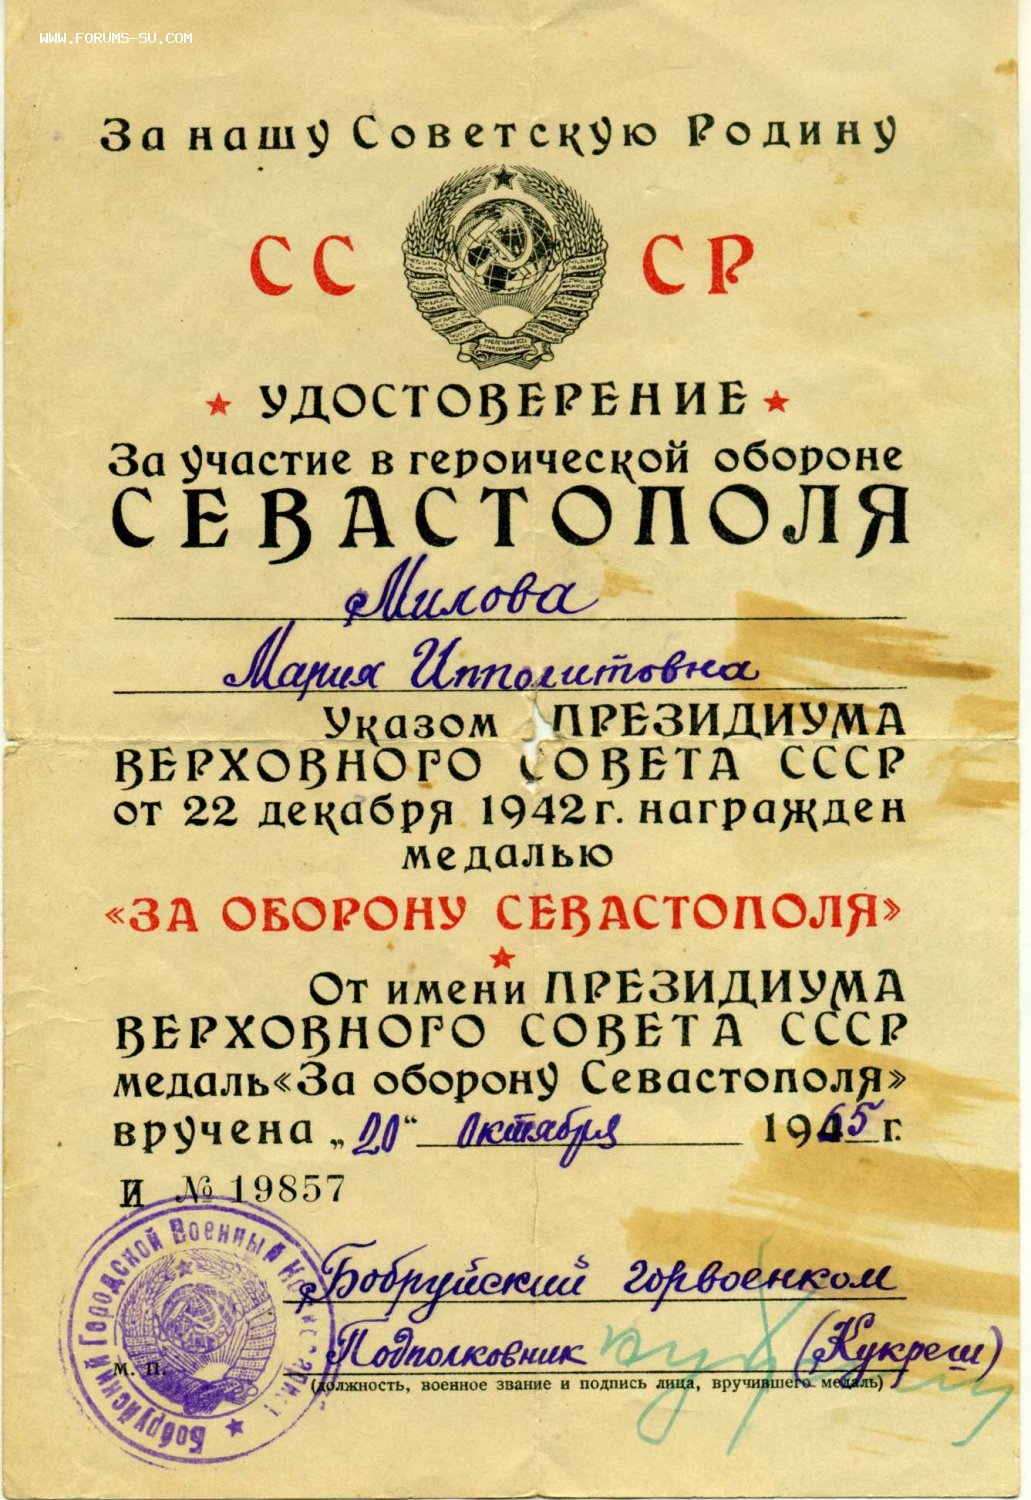 WWW.FORUMS-SU.COM
За нашу Советскую Родину
СС СР
УДОСТОВЕРЕНИЕ
За участие в героической обороне
СЕВАСТОПОЛЯ
Милова
Мария Ипполитовна
Указом ПРЕЗИДИУМА
ВЕРХОВНОГО СОВЕТА СССР
от 22 декабря 1942 г. награжден
медалью
«ЗА ОБОРОНУ СЕВАСТОПОЛЯ»
От имени ПРЕЗИДИУМА
ВЕРХОВНОГО СОВЕТА СССР
медаль «За оборону Севастополя»
вручена „20“ октября 1965 г.
И № 19857
Бобруйский горвоенком
Подполковник (Кукреш)
М. П.
(должность, военное звание и подпись лица, вручившего медаль)
Бобруйский Городской Военный